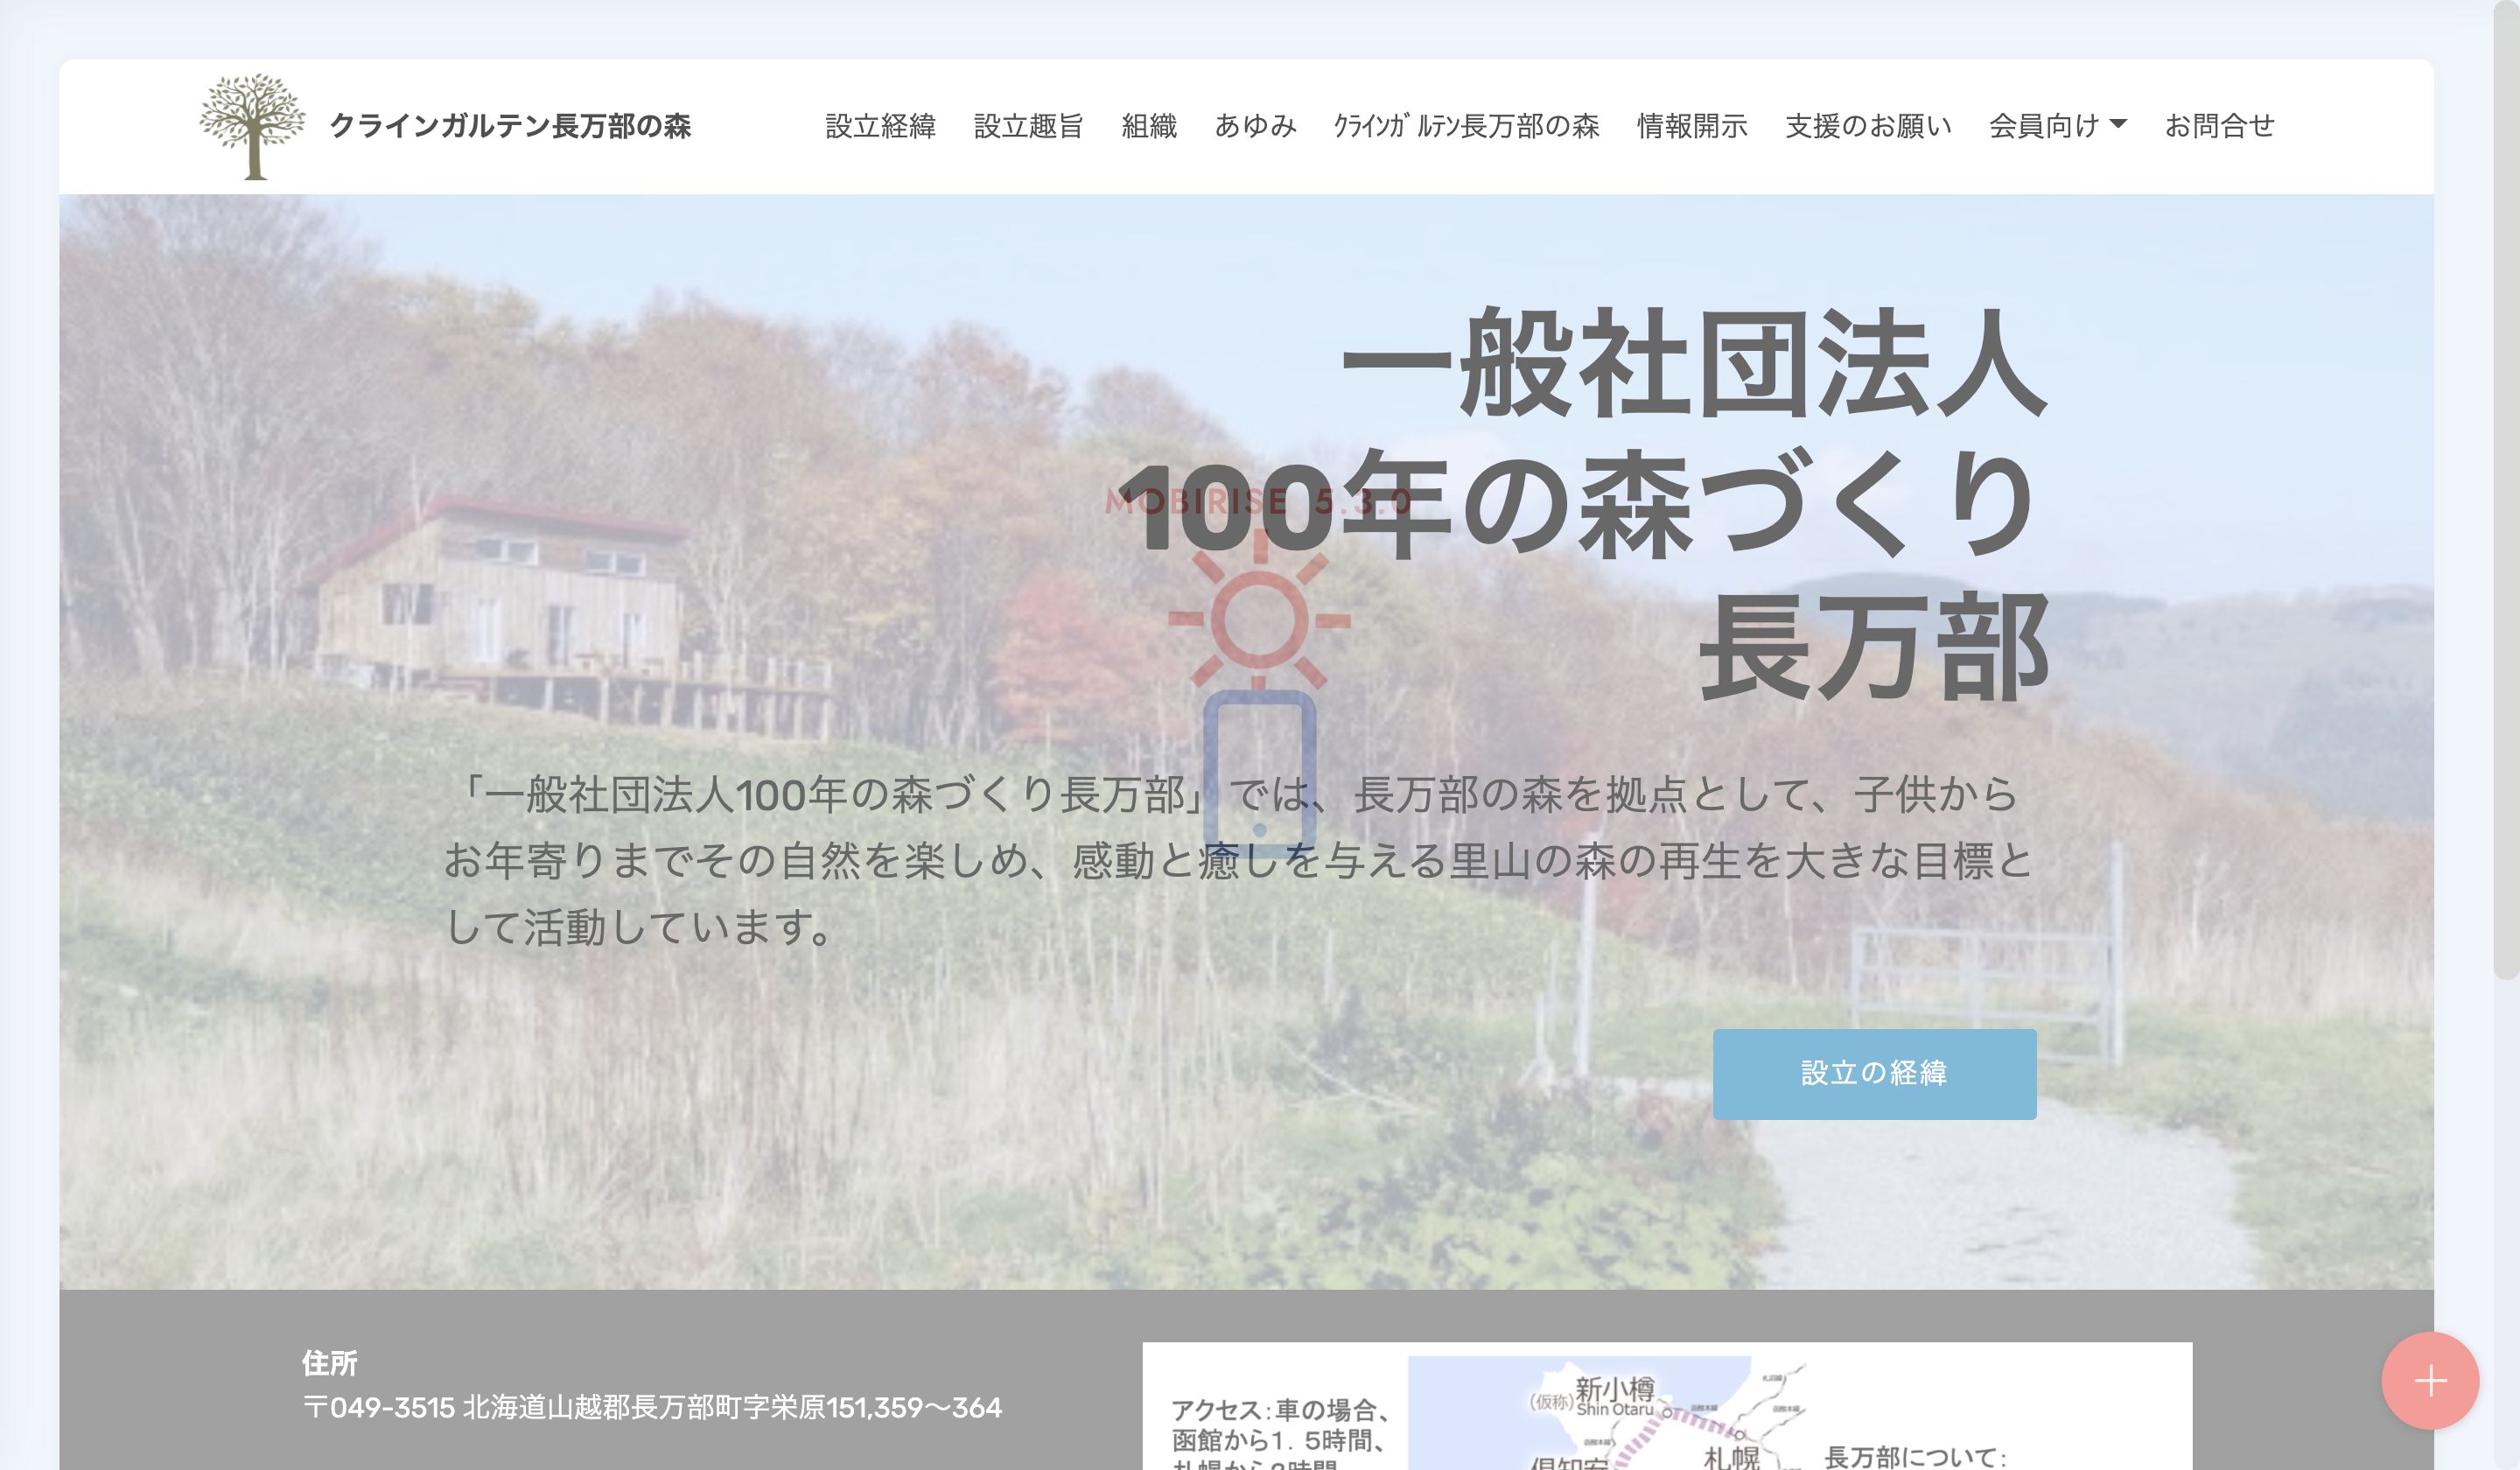 クラインガルテン長万部の森
設立経緯 設立趣旨 組織 あゆみ ｸﾗｲﾝｶﾞﾙﾃﾝ長万部の森 情報開示 支援のお願い 会員向け お問合せ
一般社団法人
100年の森づくり
長万部
MOBIRISE 5.3.0
「一般社団法人100年の森づくり長万部」では、長万部の森を拠点として、子供から
お年寄りまでその自然を楽しめ、感動と癒しを与える里山の森の再生を大きな目標と
して活動しています。
設立の経緯
住所
〒049-3515 北海道山越郡長万部町字栄原151,359〜364
アクセス：車の場合、
函館から１．５時間、
(仮称)新小樽
Shin Otaru
札幌
長万部について：